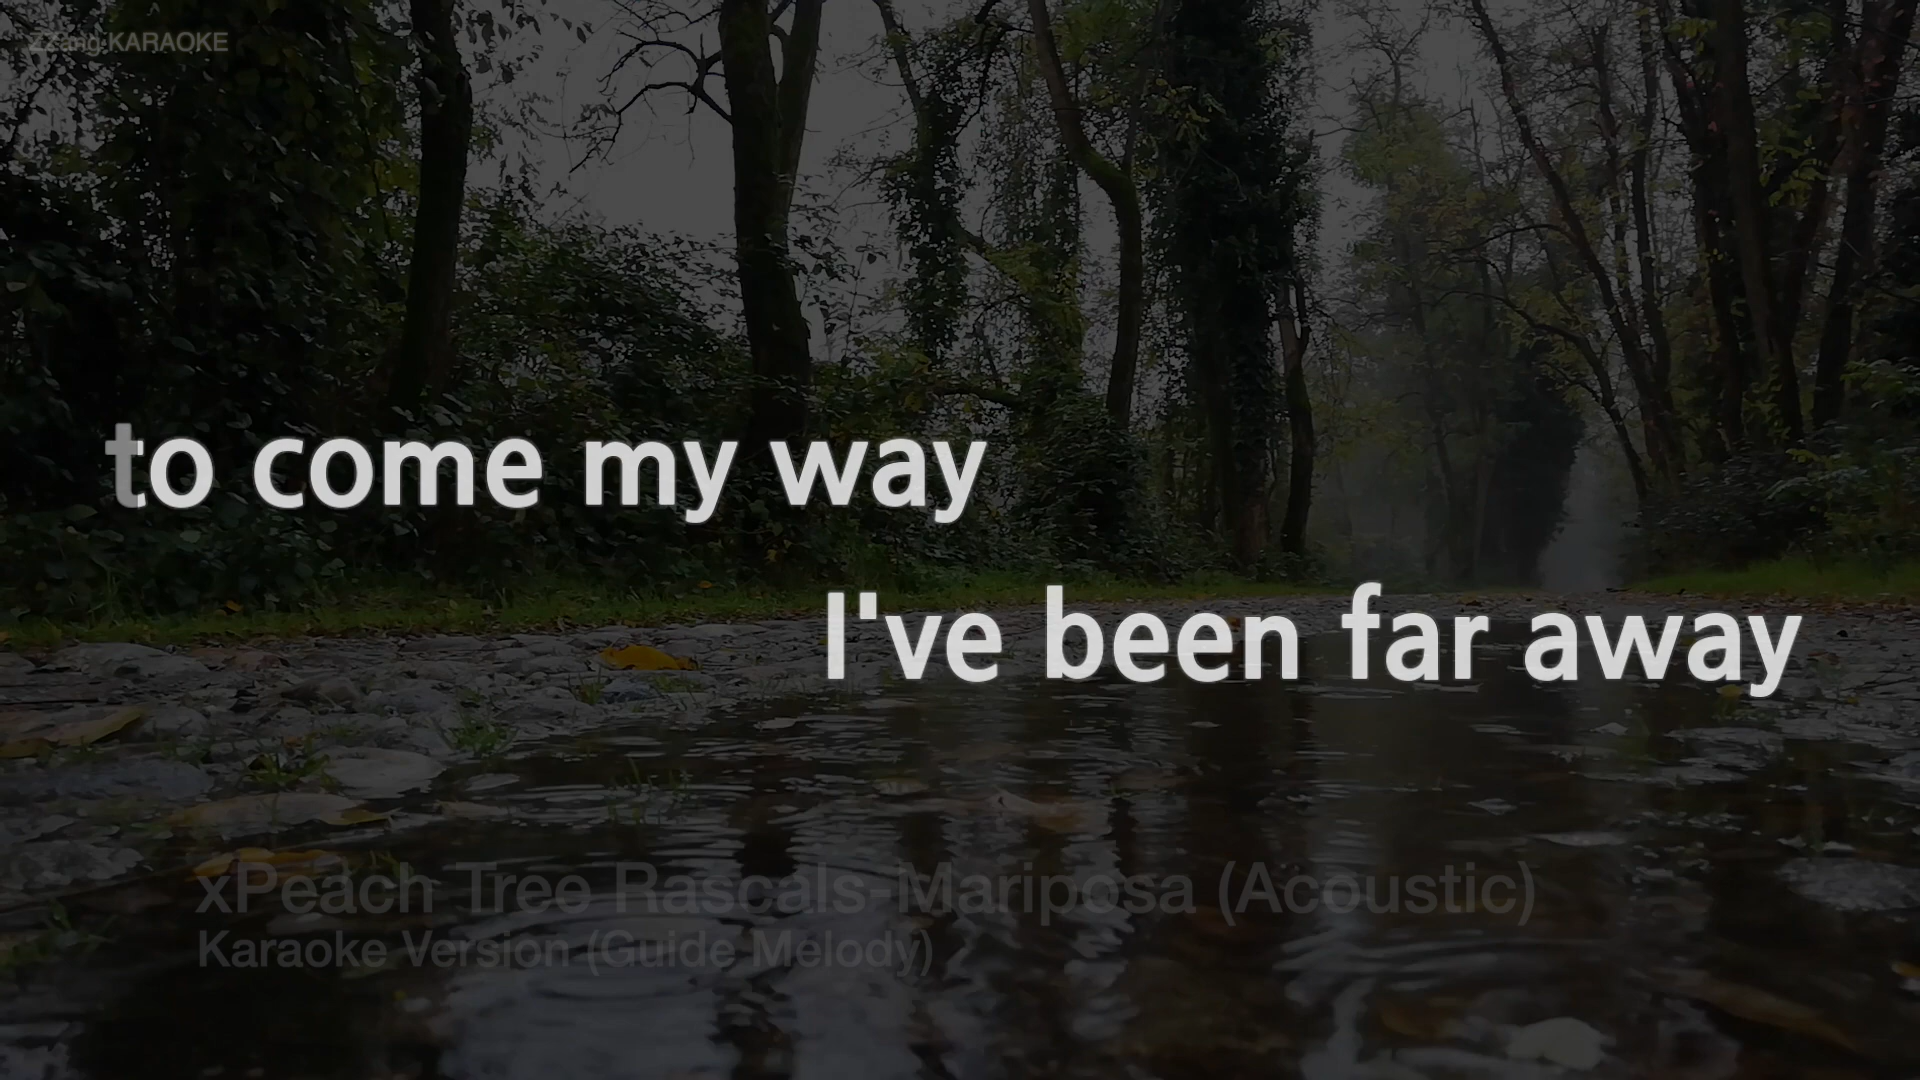 ZZang KARAOKE
to come my way
I've been far away
xPeach Tree Rascals-Mariposa (Acoustic)
Karaoke Version (Guide Melody)